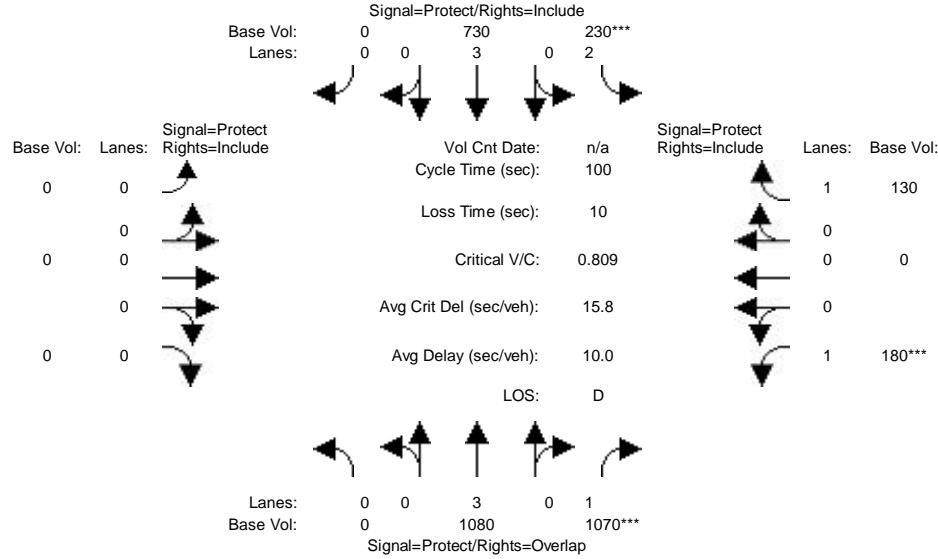 Signal=Protect/Rights=Include
Base Vol: 0 730 230***
Lanes: 0 0 3 0 2
Signal=Protect
Base Vol: Lanes: Rights=Include
0 0
0
0 0
0
0 0
Vol Cnt Date: n/a
Cycle Time (sec): 100
Loss Time (sec): 10
Critical V/C: 0.809
Avg Crit Del (sec/veh): 15.8
Avg Delay (sec/veh): 10.0
LOS: D
Signal=Protect
Rights=Include Lanes: Base Vol:
1 130
0
0 0
0
1 180***
Lanes: 0 0 3 0 1
Base Vol: 0 1080 1070***
Signal=Protect/Rights=Overlap